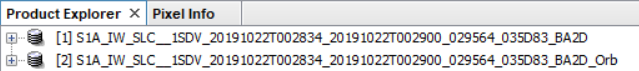 Product Explorer × Pixel Info
[1] S1A_IW_SLC__1SDV_20191022T002834_20191022T002900_029564_035D83_BA2D
[2] S1A_IW_SLC__1SDV_20191022T002834_20191022T002900_029564_035D83_BA2D_Orb